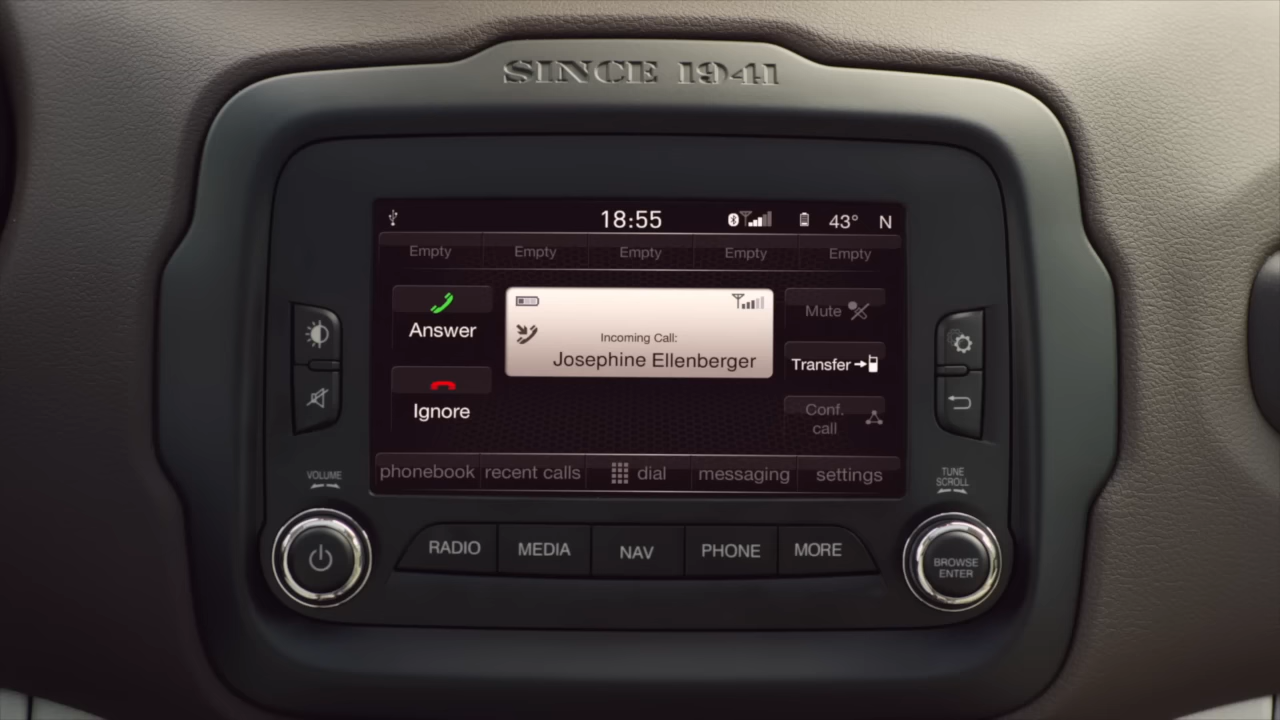 SINCE 1941
18:55
43° N
Empty Empty Empty Empty Empty
Answer
Ignore
Incoming Call:
Josephine Ellenberger
Mute
Transfer
Conf.
call
phonebook recent calls dial messaging settings
VOLUME
TUNE
SCROLL
RADIO MEDIA NAV PHONE MORE
BROWSE
ENTER